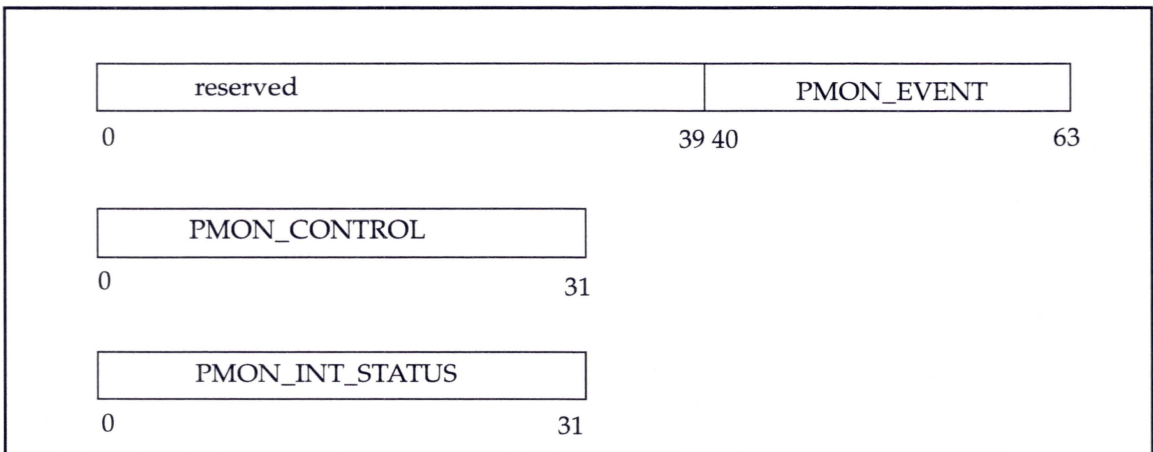 reserved PMON_EVENT
0 39 40 63
PMON_CONTROL
0 31
PMON_INT_STATUS
0 31